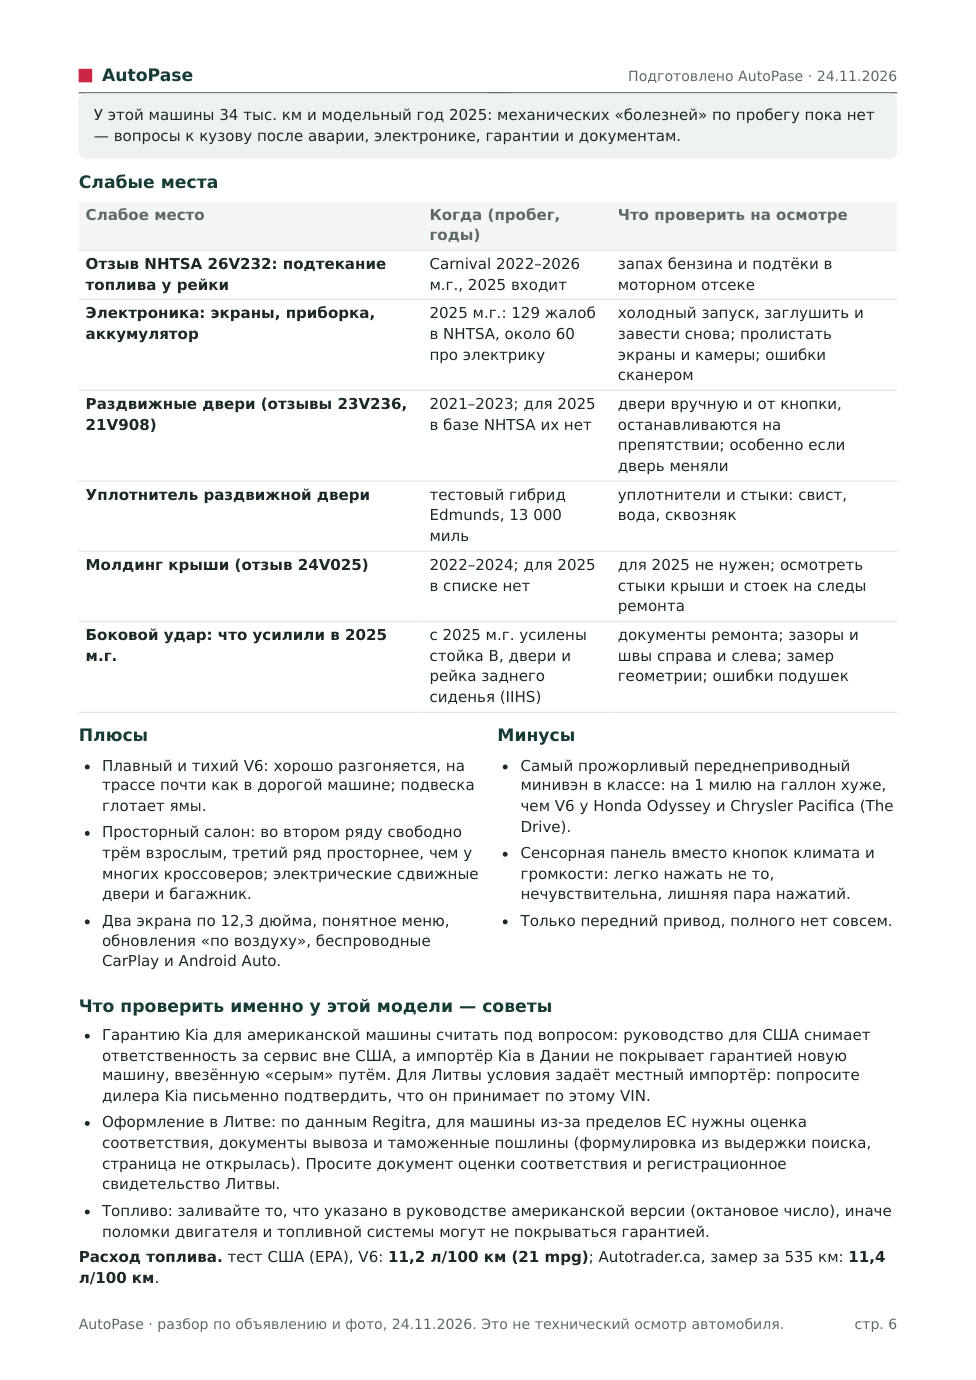 AutoPase
Подготовлено AutoPase · 24.11.2026
У этой машины 34 тыс. км и модельный год 2025: механических «болезней» по пробегу пока нет
— вопросы к кузову после аварии, электронике, гарантии и документам.
Слабые места
Слабое место
Когда (пробег,
годы)
Что проверить на осмотре
Отзыв NHTSA 26V232: подтекание
топлива у рейки
Carnival 2022–2026
м.г., 2025 входит
запах бензина и подтёки в
моторном отсеке
Электроника: экраны, приборка,
аккумулятор
2025 м.г.: 129 жалоб
в NHTSA, около 60
про электрику
холодный запуск, заглушить и
завести снова; пролистать
экраны и камеры; ошибки
сканером
Раздвижные двери (отзывы 23V236,
21V908)
2021–2023; для 2025
в базе NHTSA их нет
двери вручную и от кнопки,
останавливаются на
препятствии; особенно если
дверь меняли
Уплотнитель раздвижной двери
тестовый гибрид
Edmunds, 13 000
миль
уплотнители и стыки: свист,
вода, сквозняк
Молдинг крыши (отзыв 24V025)
2022–2024; для 2025
в списке нет
для 2025 не нужен; осмотреть
стыки крыши и стоек на следы
ремонта
Боковой удар: что усилили в 2025
м.г.
с 2025 м.г. усилены
стойка B, двери и
рейка заднего
сиденья (IIHS)
документы ремонта; зазоры и
швы справа и слева; замер
геометрии; ошибки подушек
Плюсы
• Плавный и тихий V6: хорошо разгоняется, на
трассе почти как в дорогой машине; подвеска
глотает ямы.
• Просторный салон: во втором ряду свободно
трём взрослым, третий ряд просторнее, чем у
многих кроссоверов; электрические сдвижные
двери и багажник.
• Два экрана по 12,3 дюйма, понятное меню,
обновления «по воздуху», беспроводные
CarPlay и Android Auto.
Минусы
• Самый прожорливый переднеприводный
минивэн в классе: на 1 милю на галлон хуже,
чем V6 у Honda Odyssey и Chrysler Pacifica (The
Drive).
• Сенсорная панель вместо кнопок климата и
громкости: легко нажать не то,
нечувствительна, лишняя пара нажатий.
• Только передний привод, полного нет совсем.
Что проверить именно у этой модели — советы
• Гарантию Kia для американской машины считать под вопросом: руководство для США снимает
ответственность за сервис вне США, а импортёр Kia в Дании не покрывает гарантией новую
машину, ввезённую «серым» путём. Для Литвы условия задаёт местный импортёр: попросите
дилера Kia письменно подтвердить, что он принимает по этому VIN.
• Оформление в Литве: по данным Regitra, для машины из-за пределов ЕС нужны оценка
соответствия, документы вывоза и таможенные пошлины (формулировка из выдержки поиска,
страница не открылась). Просите документ оценки соответствия и регистрационное
свидетельство Литвы.
• Топливо: заливайте то, что указано в руководстве американской версии (октановое число), иначе
поломки двигателя и топливной системы могут не покрываться гарантией.
Расход топлива. тест США (EPA), V6: 11,2 л/100 км (21 mpg); Autotrader.ca, замер за 535 км: 11,4
л/100 км.
AutoPase · разбор по объявлению и фото, 24.11.2026. Это не технический осмотр автомобиля.
стр. 6